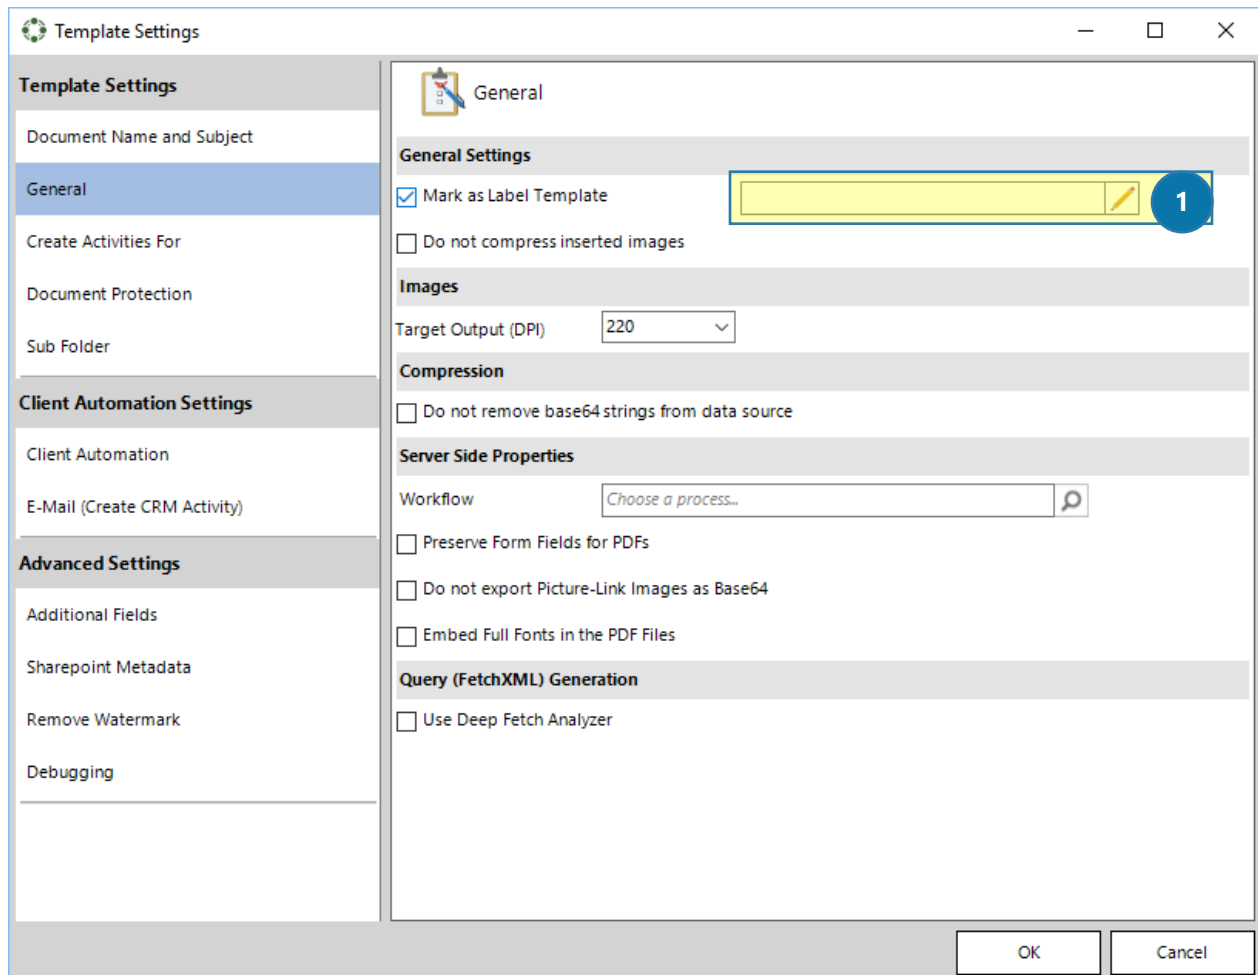 Template Settings
Template Settings
Document Name and Subject
General
Create Activities For
Document Protection
Sub Folder
Client Automation Settings
Client Automation
E-Mail (Create CRM Activity)
Advanced Settings
Additional Fields
Sharepoint Metadata
Remove Watermark
Debugging
General
General Settings
Mark as Label Template
1
Do not compress inserted images
Images
Target Output (DPI) 220
Compression
Do not remove base64 strings from data source
Server Side Properties
Workflow Choose a process...
Preserve Form Fields for PDFs
Do not export Picture-Link Images as Base64
Embed Full Fonts in the PDF Files
Query (FetchXML) Generation
Use Deep Fetch Analyzer
OK Cancel